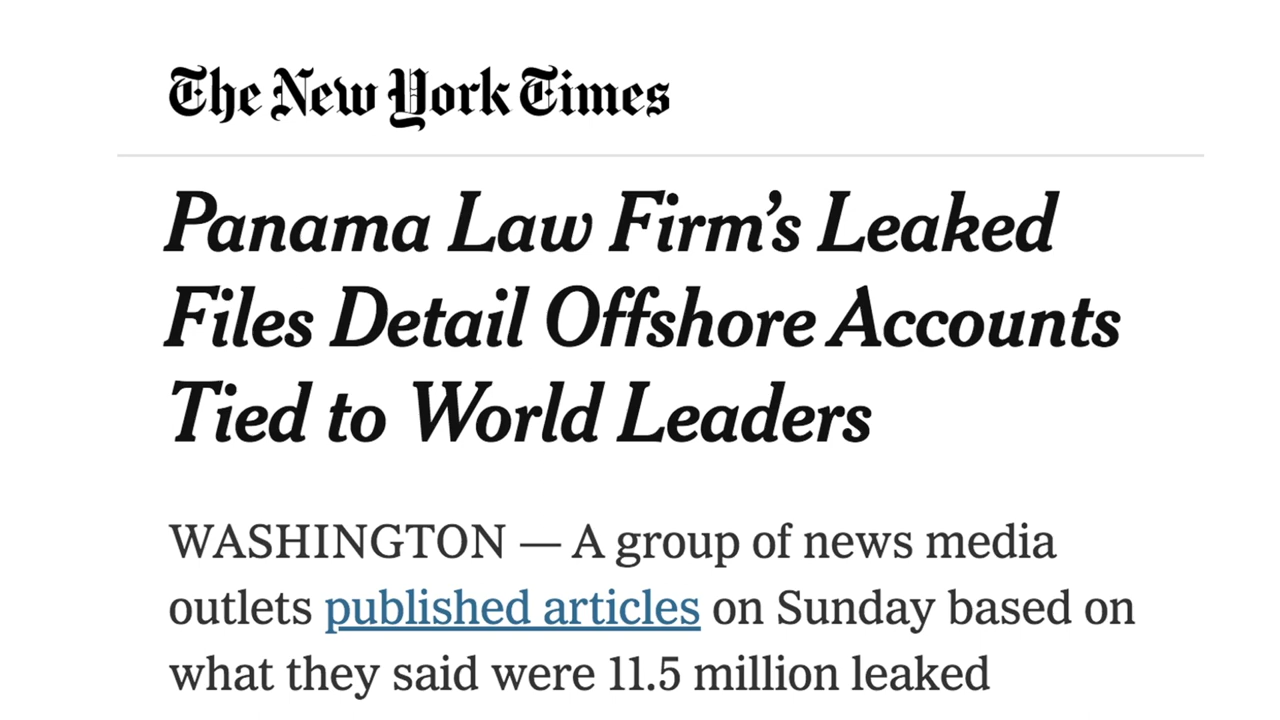 The New York Times
Panama Law Firm’s Leaked
Files Detail Offshore Accounts
Tied to World Leaders
WASHINGTON — A group of news media
outlets published articles on Sunday based on
what they said were 11.5 million leaked